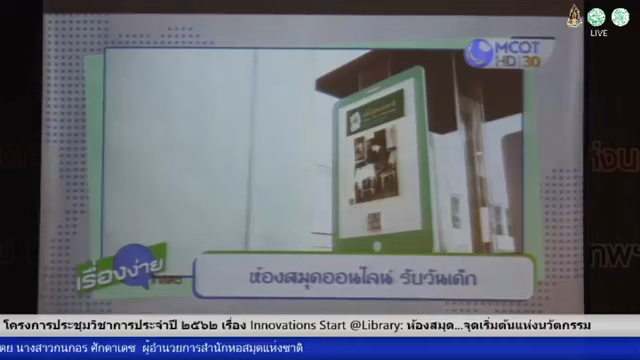 MCOT
HD 30
LIVE
เรื่องง่าย
ห้องสมุดออนไลน์ รับวันเด็ก
โครงการประชุมวิชาการประจำปี ๒๕๖๒ เรื่อง Innovations Start @Library: ห้องสมุด...จุดเริ่มต้นแห่งนวัตกรรม
ดย นางสาวกนกอร ศักดาเดช ผู้อำนวยการสำนักหอสมุดแห่งชาติ